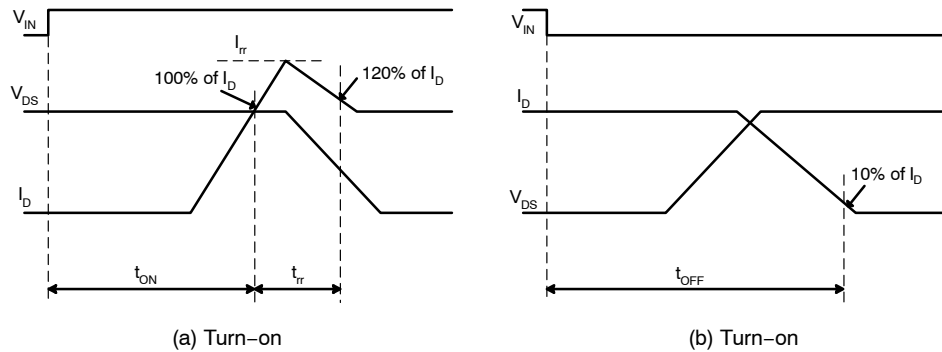 V_IN
I_rr
100% of I_D
120% of I_D
V_DS
I_D
t_ON
t_rr
(a) Turn−on
V_IN
I_D
10% of I_D
V_DS
t_OFF
(b) Turn−on